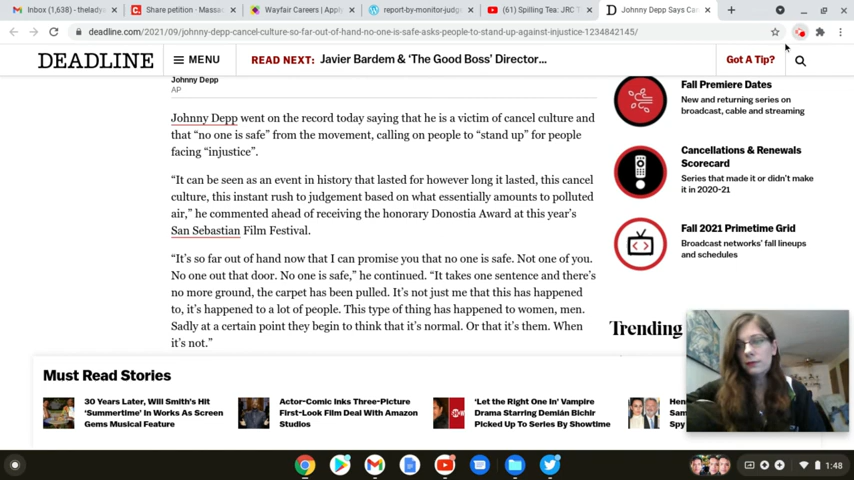 Inbox (1,638) - thelady
Share petition · Massac
Wayfair Careers | Apply
report-by-monitor-judg
(61) Spilling Tea: JRC T
Johnny Depp Says Ca
deadline.com/2021/09/johnny-depp-cancel-culture-so-far-out-of-hand-no-one-is-safe-asks-people-to-stand-up-against-injustice-1234842145/
DEADLINE
MENU
READ NEXT: Javier Bardem & ‘The Good Boss’ Director...
Got A Tip?
Johnny Depp
AP
Johnny Depp went on the record today saying that he is a victim of cancel culture and
that “no one is safe” from the movement, calling on people to “stand up” for people
facing “injustice”.
“It can be seen as an event in history that lasted for however long it lasted, this cancel
culture, this instant rush to judgement based on what essentially amounts to polluted
air,” he commented ahead of receiving the honorary Donostia Award at this year’s
San Sebastian Film Festival.
“It’s so far out of hand now that I can promise you that no one is safe. Not one of you.
No one out that door. No one is safe,” he continued. “It takes one sentence and there’s
no more ground, the carpet has been pulled. It’s not just me that this has happened
to, it’s happened to a lot of people. This type of thing has happened to women, men.
Sadly at a certain point they begin to think that it’s normal. Or that it’s them. When
it’s not.”
Fall Premiere Dates
New and returning series on
broadcast, cable and streaming
Cancellations & Renewals
Scorecard
Series that made it or didn’t make
it in 2020-21
Fall 2021 Primetime Grid
Broadcast networks’ fall lineups
and schedules
Trending
Must Read Stories
30 Years Later, Will Smith’s Hit
‘Summertime’ In Works As Screen
Gems Musical Feature
Actor-Comic Inks Three-Picture
First-Look Film Deal With Amazon
Studios
‘Let the Right One In’ Vampire
Drama Starring Demián Bichir
Picked Up To Series By Showtime
Hen
Sam
Spy
1:48